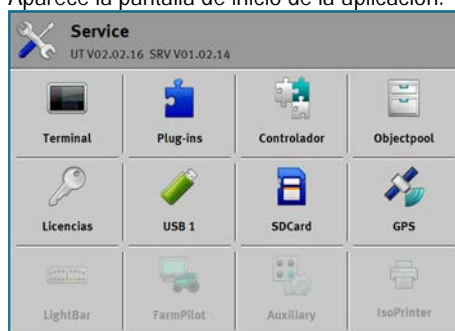 Aparece la pantalla de inicio de la aplicación:
Service
UT V02.02.16 SRV V01.02.14
Terminal Plug-ins Controlador Objectpool
Licencias USB 1 SDCard GPS
LightBar FarmPilot Auxiliary IsoPrinter